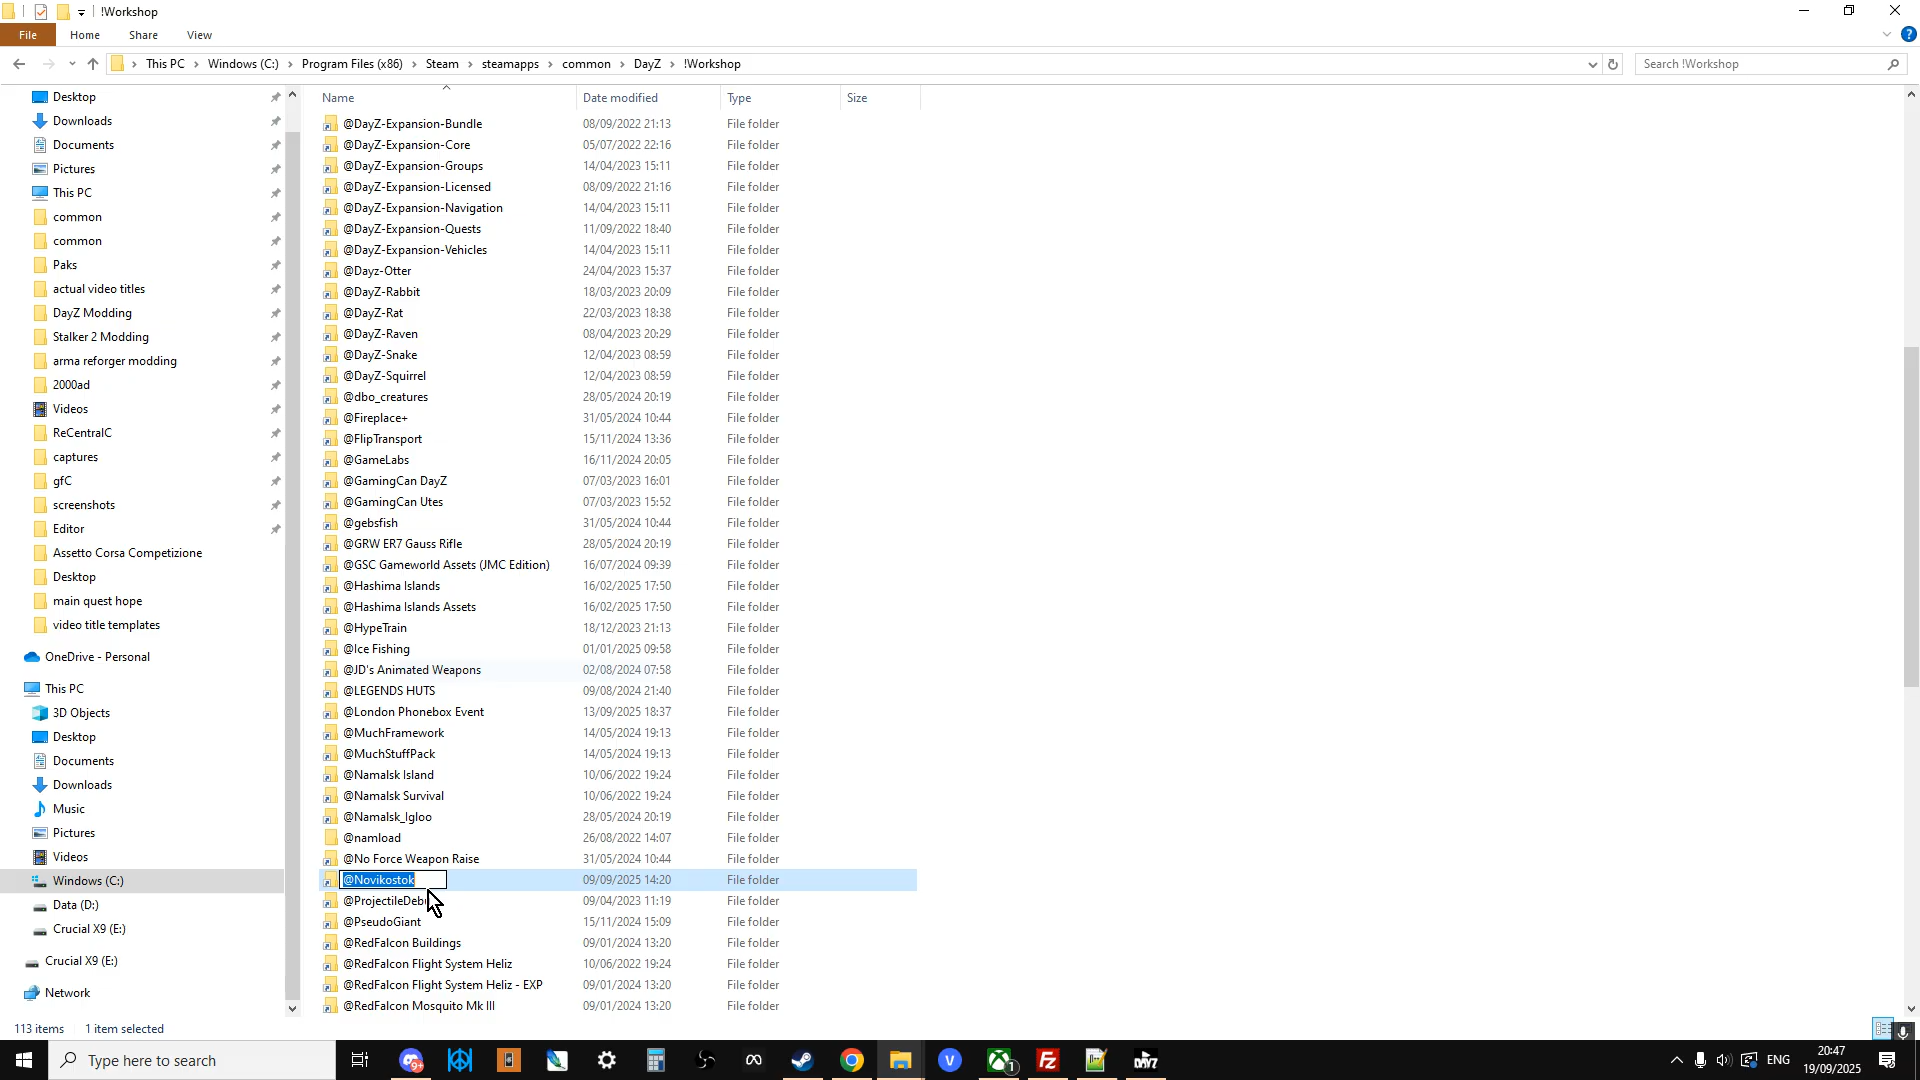 !Workshop
File
Home
Share
View
This PC
Windows (C:)
Program Files (x86)
Steam
steamapps
common
DayZ
!Workshop
Search !Workshop
Desktop
Downloads
Documents
Pictures
This PC
common
common
Paks
actual video titles
DayZ Modding
Stalker 2 Modding
arma reforger modding
2000ad
Videos
ReCentralC
captures
gfC
screenshots
Editor
Assetto Corsa Competizione
Desktop
main quest hope
video title templates
OneDrive - Personal
This PC
3D Objects
Desktop
Documents
Downloads
Music
Pictures
Videos
Windows (C:)
Data (D:)
Crucial X9 (E:)
Crucial X9 (E:)
Network
Name Date modified Type Size
@DayZ-Expansion-Bundle 08/09/2022 21:13 File folder
@DayZ-Expansion-Core 05/07/2022 22:16 File folder
@DayZ-Expansion-Groups 14/04/2023 15:11 File folder
@DayZ-Expansion-Licensed 08/09/2022 21:16 File folder
@DayZ-Expansion-Navigation 14/04/2023 15:11 File folder
@DayZ-Expansion-Quests 11/09/2022 18:40 File folder
@DayZ-Expansion-Vehicles 14/04/2023 15:11 File folder
@Dayz-Otter 24/04/2023 15:37 File folder
@DayZ-Rabbit 18/03/2023 20:09 File folder
@DayZ-Rat 22/03/2023 18:38 File folder
@DayZ-Raven 08/04/2023 20:29 File folder
@DayZ-Snake 12/04/2023 08:59 File folder
@DayZ-Squirrel 12/04/2023 08:59 File folder
@dbo_creatures 28/05/2024 20:19 File folder
@Fireplace+ 31/05/2024 10:44 File folder
@FlipTransport 15/11/2024 13:36 File folder
@GameLabs 16/11/2024 20:05 File folder
@GamingCan DayZ 07/03/2023 16:01 File folder
@GamingCan Utes 07/03/2023 15:52 File folder
@gebsfish 31/05/2024 10:44 File folder
@GRW ER7 Gauss Rifle 28/05/2024 20:19 File folder
@GSC Gameworld Assets (JMC Edition) 16/07/2024 09:39 File folder
@Hashima Islands 16/02/2025 17:50 File folder
@Hashima Islands Assets 16/02/2025 17:50 File folder
@HypeTrain 18/12/2023 21:13 File folder
@Ice Fishing 01/01/2025 09:58 File folder
@JD's Animated Weapons 02/08/2024 07:58 File folder
@LEGENDS HUTS 09/08/2024 21:40 File folder
@London Phonebox Event 13/09/2025 18:37 File folder
@MuchFramework 14/05/2024 19:13 File folder
@MuchStuffPack 14/05/2024 19:13 File folder
@Namalsk Island 10/06/2022 19:24 File folder
@Namalsk Survival 10/06/2022 19:24 File folder
@Namalsk_Igloo 28/05/2024 20:19 File folder
@namload 26/08/2022 14:07 File folder
@No Force Weapon Raise 31/05/2024 10:44 File folder
@Novikostok 09/09/2025 14:20 File folder
@ProjectileDeb 09/04/2023 11:19 File folder
@PseudoGiant 15/11/2024 15:09 File folder
@RedFalcon Buildings 09/01/2024 13:20 File folder
@RedFalcon Flight System Heliz 10/06/2022 19:24 File folder
@RedFalcon Flight System Heliz - EXP 09/01/2024 13:20 File folder
@RedFalcon Mosquito Mk III 09/01/2024 13:20 File folder
113 items 1 item selected
Type here to search
9+
1
DAYZ
ENG
20:47
19/09/2025